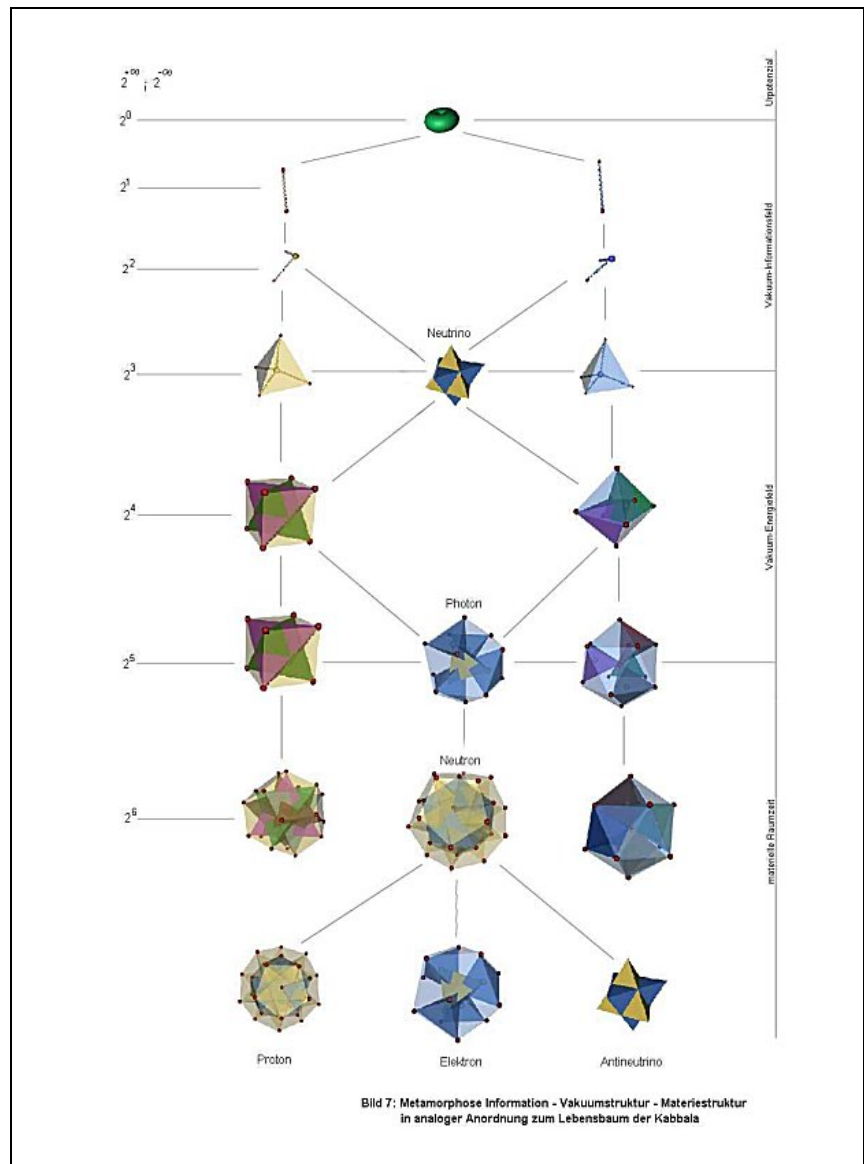 2^+∞ ; 2^-∞
Urpotenzial
2^0
2^1
Vakuum-Informationsfeld
2^2
Neutrino
2^3
Vakuum-Energiefeld
2^4
Photon
2^5
Neutron
2^6
materielle Raumzeit
Proton
Elektron
Antineutrino
Bild 7: Metamorphose Information - Vakuumstruktur - Materiestruktur
in analoger Anordnung zum Lebensbaum der Kabbala